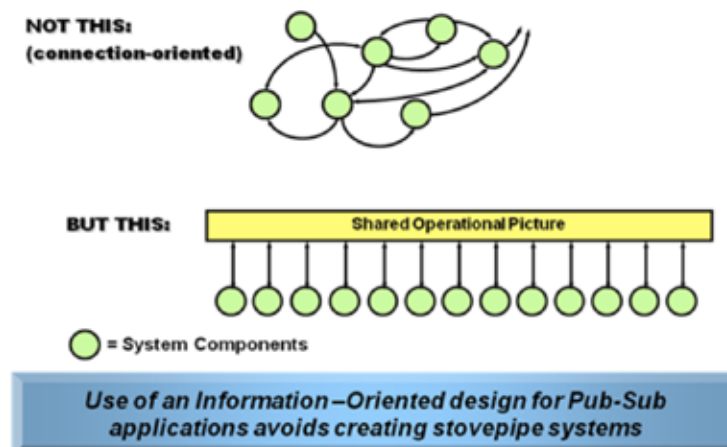 NOT THIS:
(connection-oriented)
BUT THIS:
Shared Operational Picture
= System Components
Use of an Information –Oriented design for Pub-Sub
applications avoids creating stovepipe systems